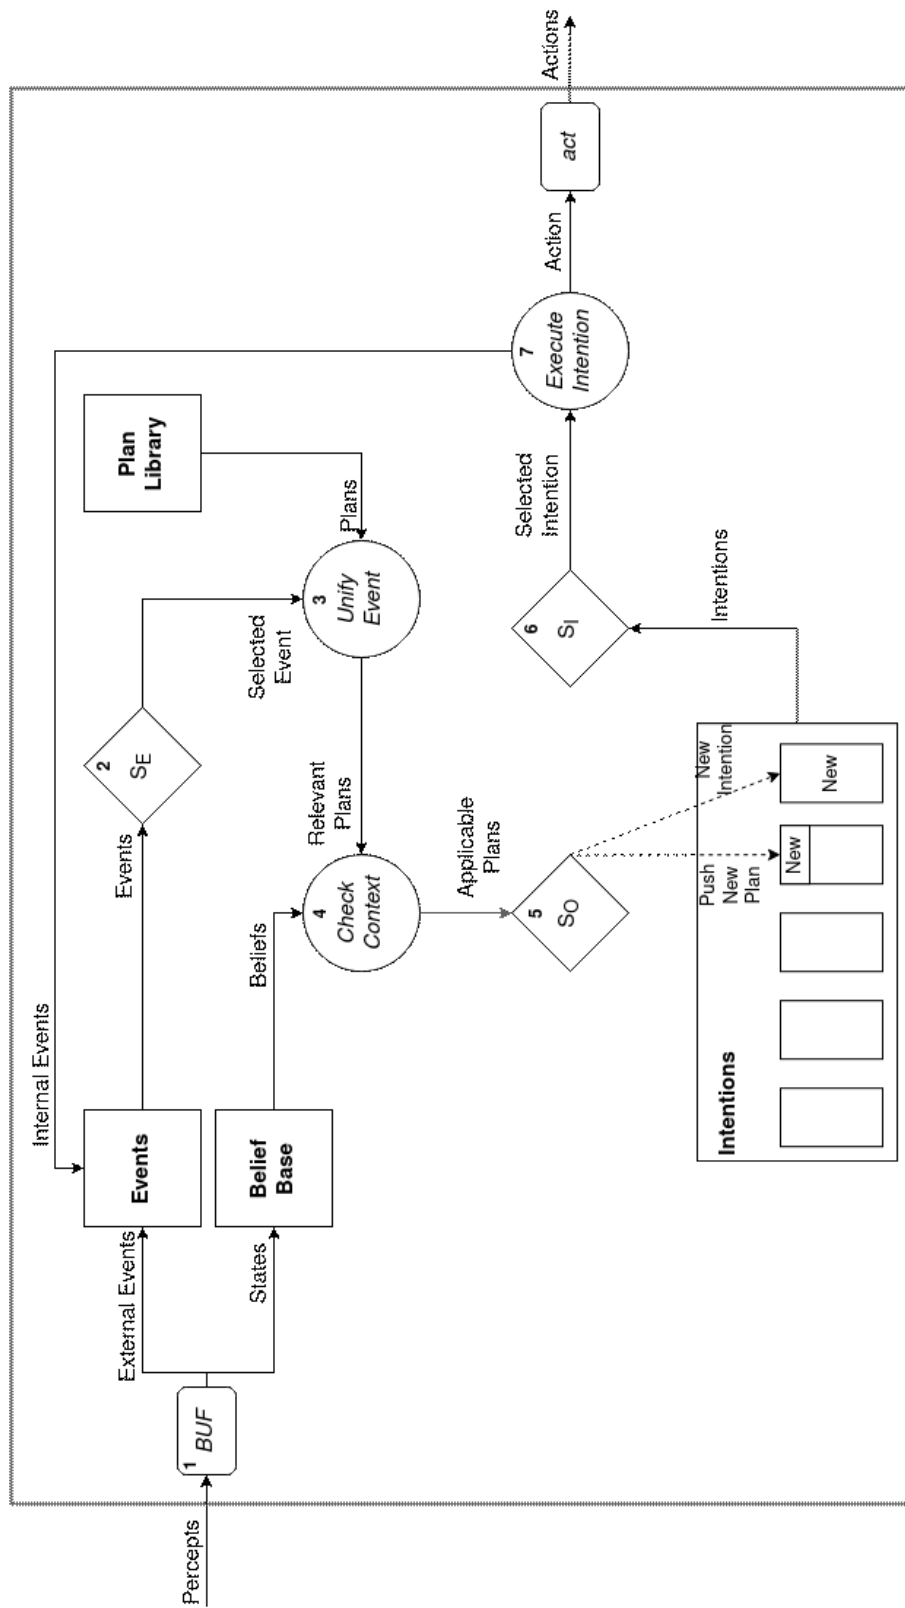 Percepts
1
BUF
External Events
States
Internal Events
Events
Belief
Base
Events
Beliefs
2
SE
Selected
Event
Plan
Library
Plans
3
Unify
Event
Relevant
Plans
4
Check
Context
Applicable
Plans
5
SO
Intentions
Push
New
Plan
New
Intention
New
New
Intentions
6
SI
Selected
Intention
7
Execute
Intention
Action
act
Actions